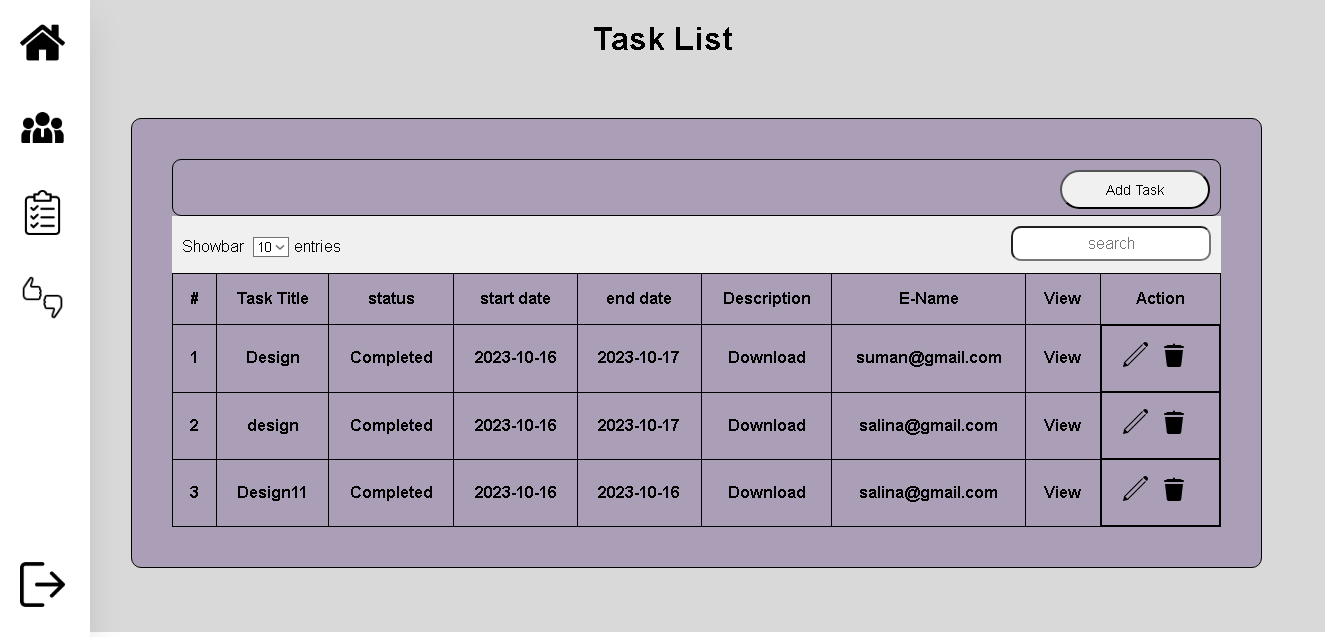 Task List
Add Task
Showbar 10 entries search
# Task Title status start date end date Description E-Name View Action
1 Design Completed 2023-10-16 2023-10-17 Download suman@gmail.com View
2 design Completed 2023-10-16 2023-10-17 Download salina@gmail.com View
3 Design11 Completed 2023-10-16 2023-10-16 Download salina@gmail.com View